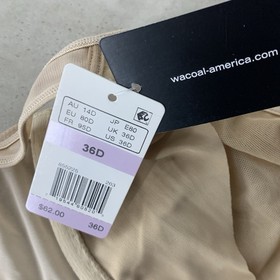 wacoal-america.com
AU 14D JP E80
EU 80D UK 36D
FR 95D US 36D
36D
$62.00 36D